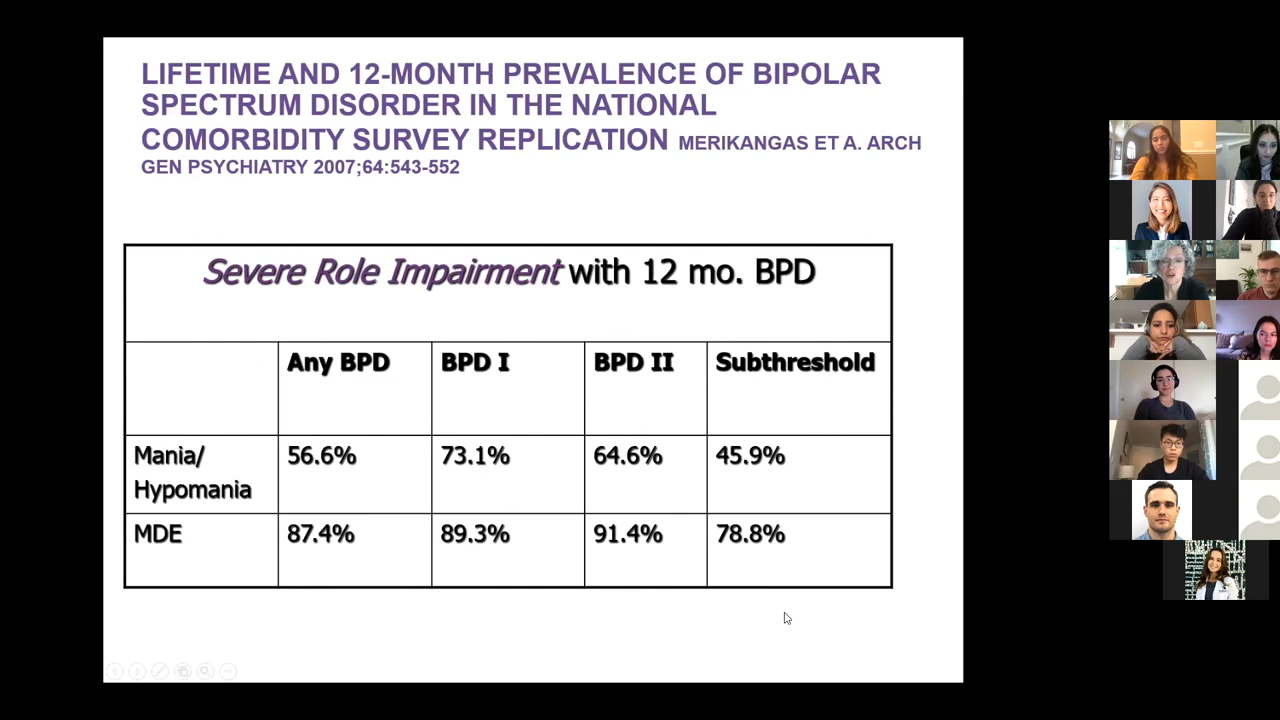 LIFETIME AND 12-MONTH PREVALENCE OF BIPOLAR
SPECTRUM DISORDER IN THE NATIONAL
COMORBIDITY SURVEY REPLICATION MERIKANGAS ET A. ARCH
GEN PSYCHIATRY 2007;64:543-552
Severe Role Impairment with 12 mo. BPD
Any BPD BPD I BPD II Subthreshold
Mania/ 56.6% 73.1% 64.6% 45.9%
Hypomania
MDE 87.4% 89.3% 91.4% 78.8%